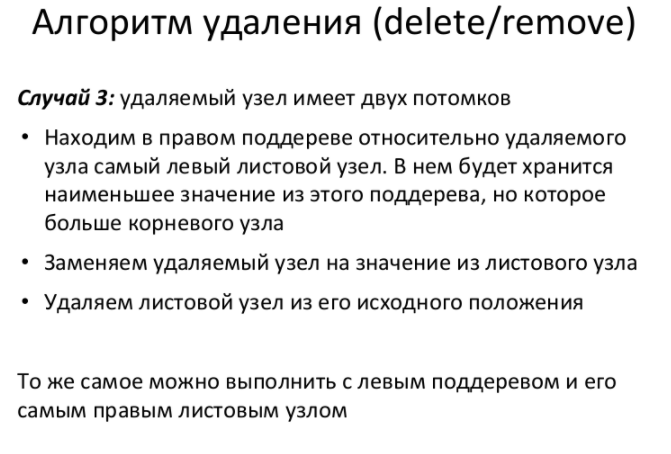 Алгоритм удаления (delete/remove)
Случай 3: удаляемый узел имеет двух потомков
• Находим в правом поддереве относительно удаляемого
узла самый левый листовой узел. В нем будет хранится
наименьшее значение из этого поддерева, но которое
больше корневого узла
• Заменяем удаляемый узел на значение из листового узла
• Удаляем листовой узел из его исходного положения
То же самое можно выполнить с левым поддеревом и его
самым правым листовым узлом